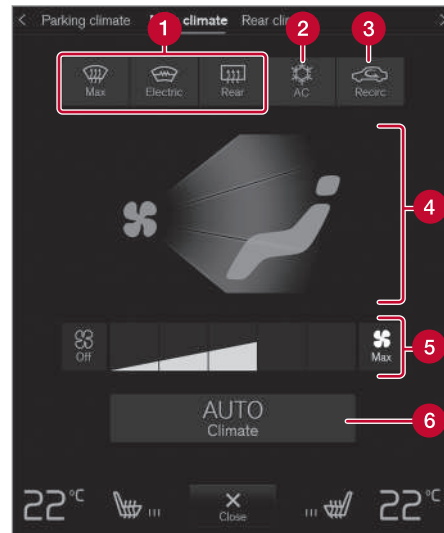 Parking climate climate Rear
1 2 3
Max Electric Rear AC Recirc
4
Off Max 5
AUTO
Climate 6
22°C 22°C
Close